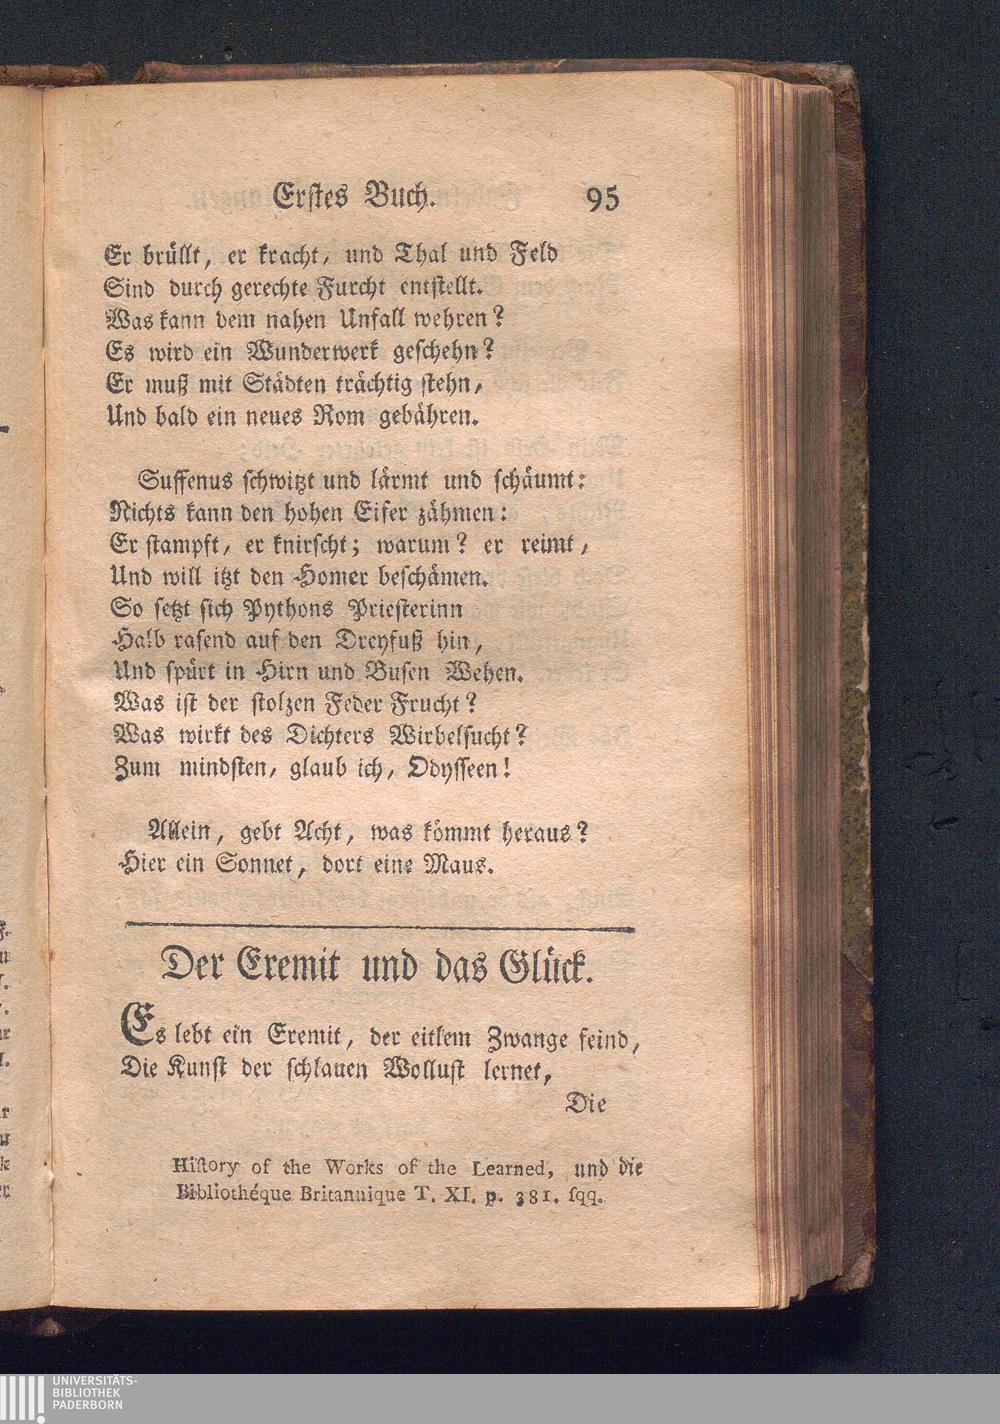 Erstes Buch. 95
Er brüllt, er kracht, und Thal und Feld
Sind durch gerechte Furcht entstellt.
Was kann dem nahen Unfall wehren?
Es wird ein Wunderwerk geschehn?
Er muß mit Städten trächtig stehn,
Und bald ein neues Rom gebähren.
Suffenus schwitzt und lärmt und schäumt:
Nichts kann den hohen Eifer zähmen:
Er stampft, er knirscht; warum? er reimt,
Und will itzt den Homer beschämen.
So setzt sich Pythons Priesterinn
Halb rasend auf den Dreyfuß hin,
Und spürt in Hirn und Busen Wehen.
Was ist der stolzen Feder Frucht?
Was wirkt des Dichters Wirbelsucht?
Zum mindsten, glaub ich, Odysseen!
Allein, gebt Acht, was kömmt heraus?
Hier ein Sonnet, dort eine Maus.
Der Eremit und das Glück.
Es lebt ein Eremit, der eitlem Zwange feind,
Die Kunst der schlauen Wollust lernet,
Die
History of the Works of the Learned, und die
Bibliothéque Britannique T. XI. p. 381. sqq.
UNIVERSITÄTS-
BIBLIOTHEK
PADERBORN